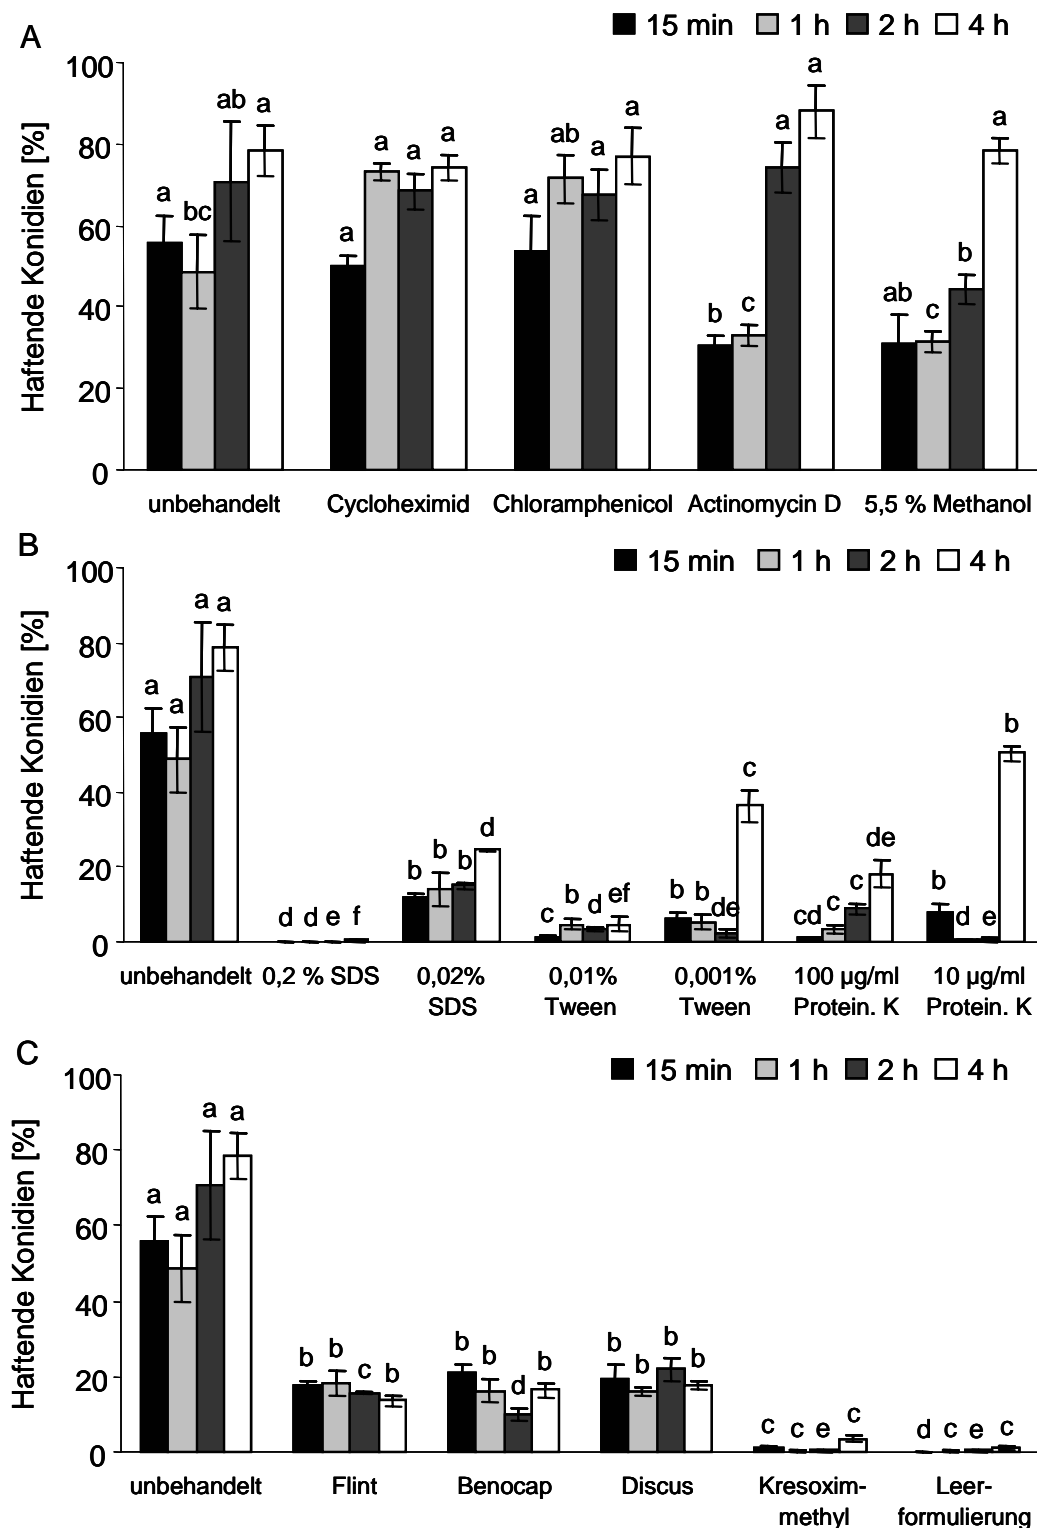 A
15 min 1 h 2 h 4 h
Haftende Konidien [%]
100
80
60
40
20
0
a bc ab a
a a a a
a ab a a
b c a a
ab c b a
unbehandelt Cycloheximid Chloramphenicol Actinomycin D 5,5 % Methanol
B
15 min 1 h 2 h 4 h
Haftende Konidien [%]
100
80
60
40
20
0
a a a a
d d e f
b b b d
c b d ef
b b de c
cd c c de
b d e b
unbehandelt 0,2 % SDS 0,02% 0,01% 0,001% 100 µg/ml 10 µg/ml
SDS Tween Tween Protein. K Protein. K
C
15 min 1 h 2 h 4 h
Haftende Konidien [%]
100
80
60
40
20
0
a a a a
b b c b
b b d b
b b b b
c c e c
d c e c
unbehandelt Flint Benocap Discus Kresoxim- Leer-
methyl formulierung